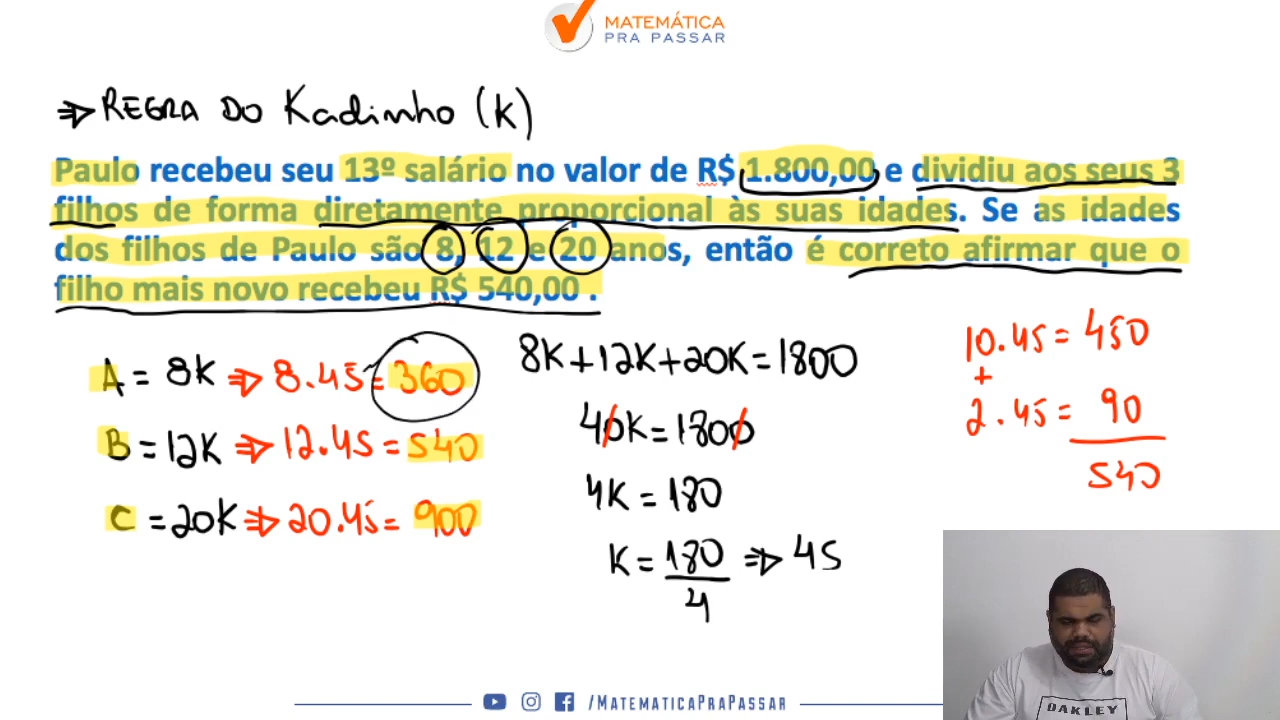 MATEMÁTICA
PRA PASSAR
⇒ REGRA DO Kadinho (K)
Paulo recebeu seu 13º salário no valor de R$ 1.800,00 e dividiu aos seus 3
filhos de forma diretamente proporcional às suas idades. Se as idades
dos filhos de Paulo são 8, 12 e 20 anos, então é correto afirmar que o
filho mais novo recebeu R$ 540,00 .
A = 8K ⇒ 8.45 = 360
B = 12K ⇒ 12.45 = 540
C = 20K ⇒ 20.45 = 900
8K+12K+20K = 1800
40K = 1800
4K = 180
K = 180/4 ⇒ 45
10.45 = 450
+
2.45 = 90
540
OAKLEY
/MATEMATICAPRAPASSAR